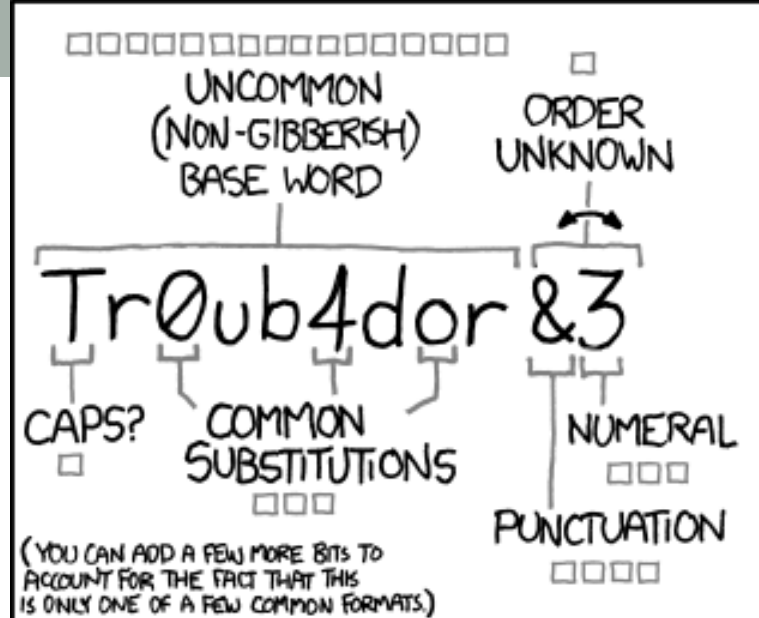 UNCOMMON
(NON-GIBBERISH)
BASE WORD
ORDER
UNKNOWN
Tr0ub4dor &3
CAPS?
COMMON
SUBSTITUTIONS
NUMERAL
PUNCTUATION
(YOU CAN ADD A FEW MORE BITS TO
ACCOUNT FOR THE FACT THAT THIS
IS ONLY ONE OF A FEW COMMON FORMATS.)